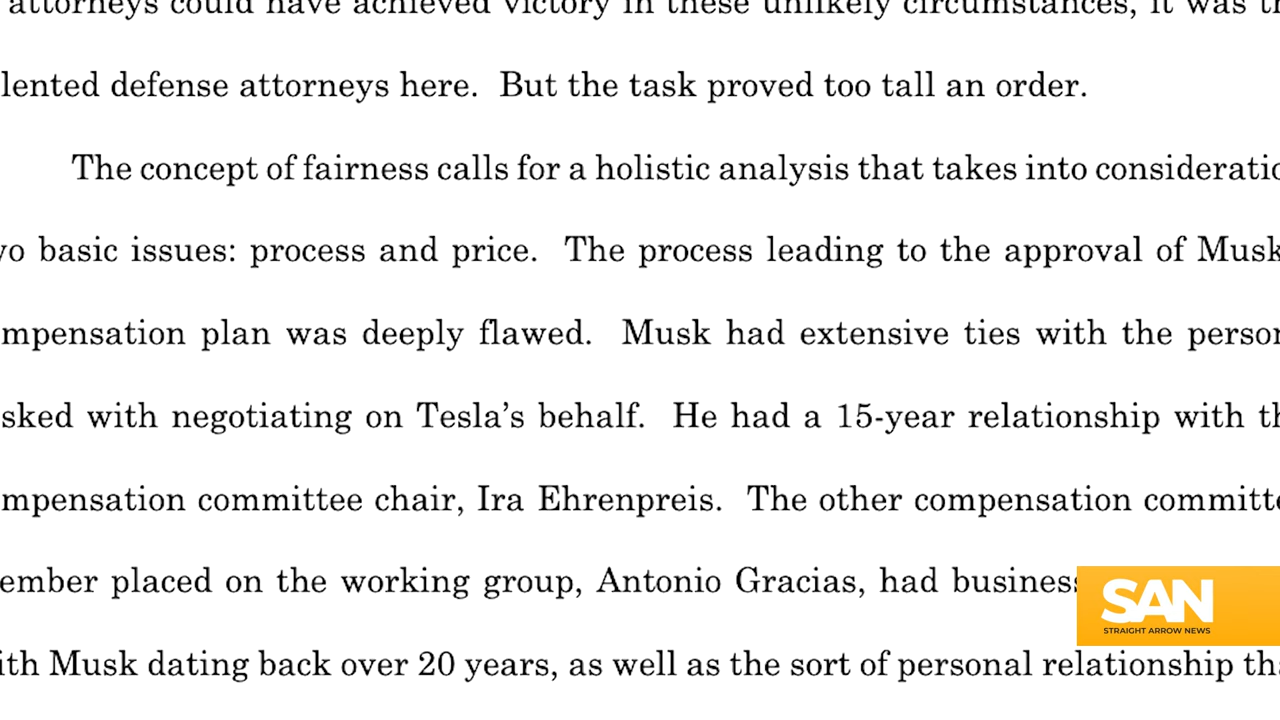 attorneys could have achieved victory in these unlikely circumstances, it was th
lented defense attorneys here. But the task proved too tall an order.
The concept of fairness calls for a holistic analysis that takes into consideratio
vo basic issues: process and price. The process leading to the approval of Musk
mpensation plan was deeply flawed. Musk had extensive ties with the person
sked with negotiating on Tesla’s behalf. He had a 15-year relationship with th
mpensation committee chair, Ira Ehrenpreis. The other compensation committe
ember placed on the working group, Antonio Gracias, had business
ith Musk dating back over 20 years, as well as the sort of personal relationship tha
SAN
STRAIGHT ARROW NEWS